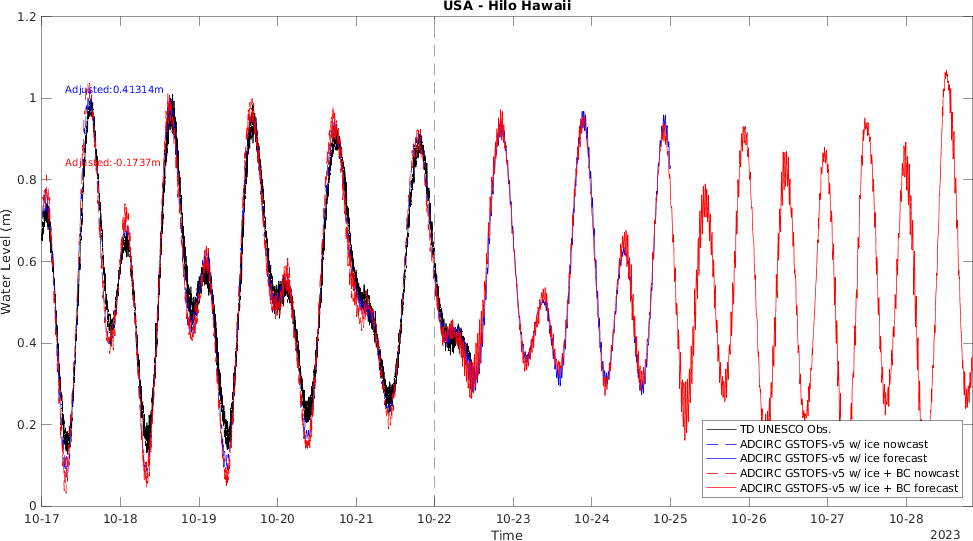 USA - Hilo Hawaii
1.2
1
0.8
0.6
0.4
0.2
0
Water Level (m)
Adjusted:0.41314m
Adjusted:-0.1737m
TD UNESCO Obs.
ADCIRC GSTOFS-v5 w/ ice nowcast
ADCIRC GSTOFS-v5 w/ ice forecast
ADCIRC GSTOFS-v5 w/ ice + BC nowcast
ADCIRC GSTOFS-v5 w/ ice + BC forecast
10-17 10-18 10-19 10-20 10-21 10-22 10-23 10-24 10-25 10-26 10-27 10-28
Time
2023